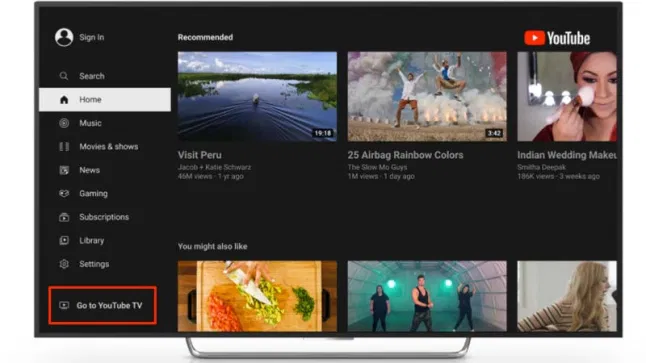 Sign In
Search
Home
Music
Movies & shows
News
Gaming
Subscriptions
Library
Settings
Go to YouTube TV
YouTube
Recommended
19:18
Visit Peru
Jacob + Katie Schwarz
46M views · 1 yr ago
3:42
25 Airbag Rainbow Colors
The Slow Mo Guys
1M views · 1 day ago
Indian Wedding Makeu
Smitha Deepak
186K views · 3 weeks ago
You might also like